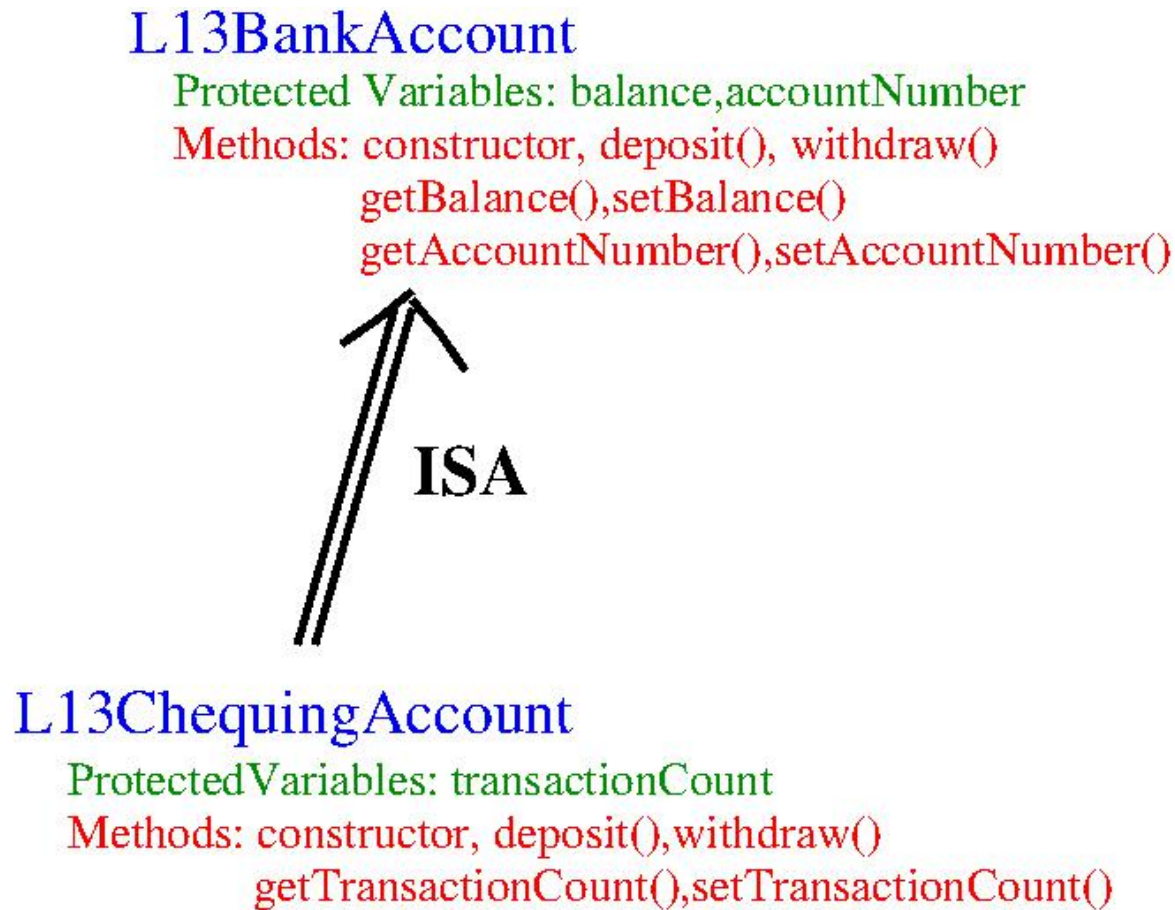 L13BankAccount
Protected Variables: balance,accountNumber
Methods: constructor, deposit(), withdraw()
getBalance(),setBalance()
getAccountNumber(),setAccountNumber()
ISA
L13ChequingAccount
ProtectedVariables: transactionCount
Methods: constructor, deposit(),withdraw()
getTransactionCount(),setTransactionCount()